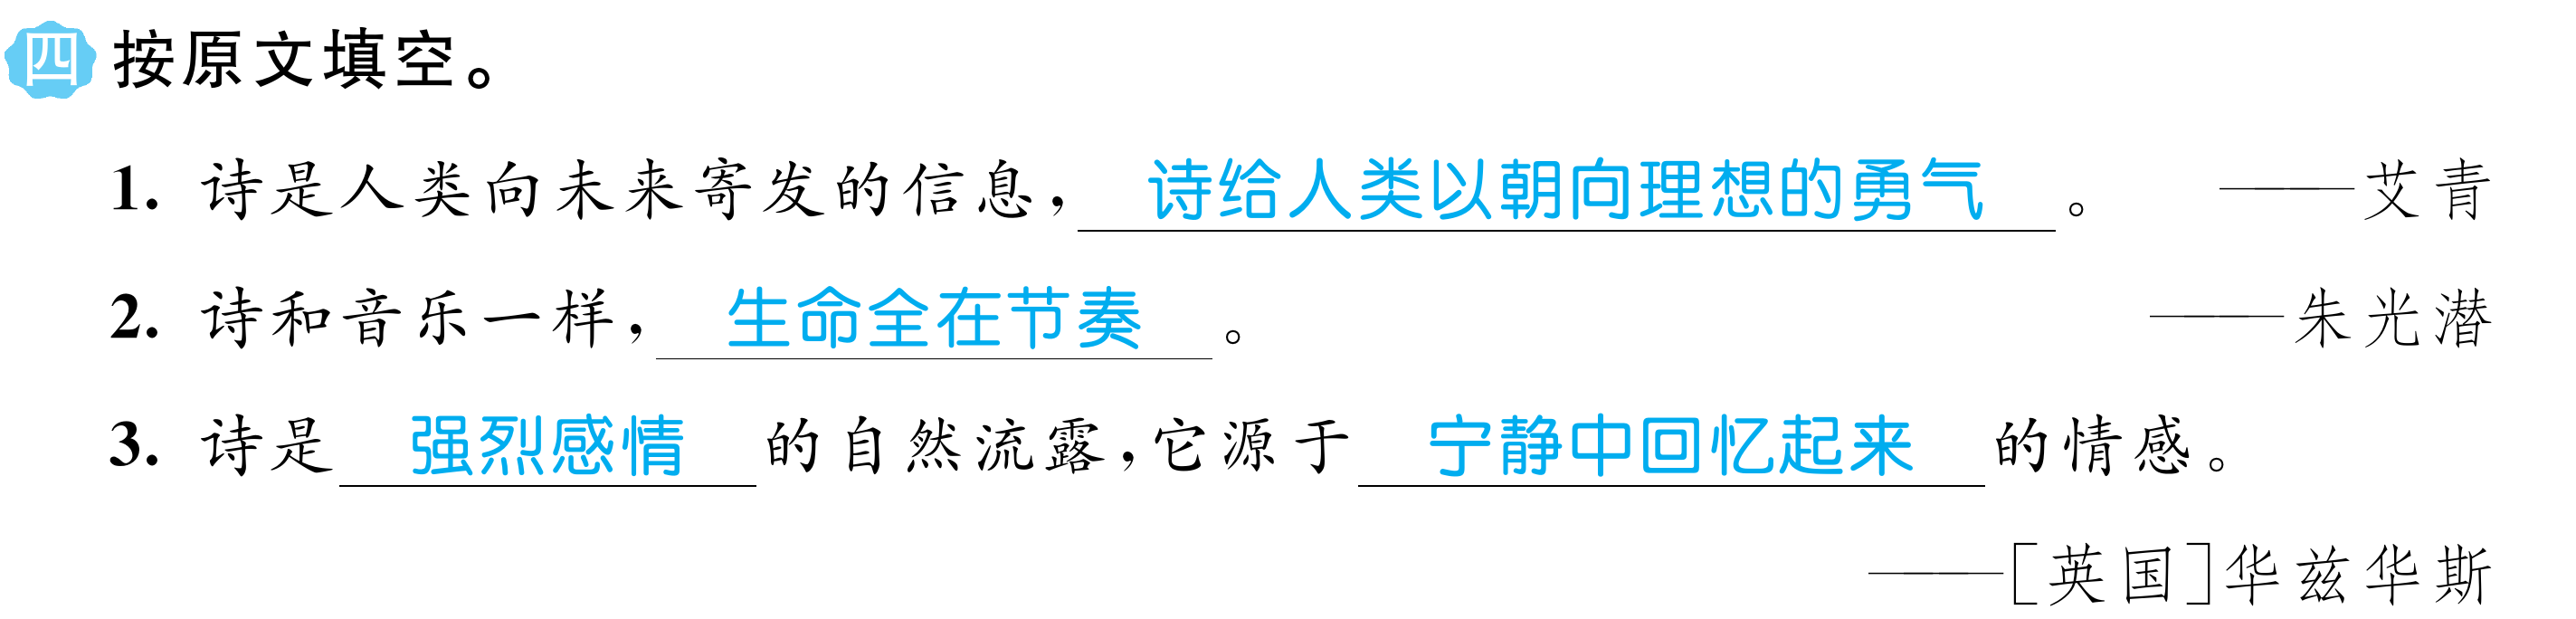 四 按原文填空。
1. 诗是人类向未来寄发的信息，诗给人类以朝向理想的勇气。 ——艾青
2. 诗和音乐一样，生命全在节奏。 ——朱光潜
3. 诗是强烈感情的自然流露，它源于宁静中回忆起来的情感。
——[英国]华兹华斯